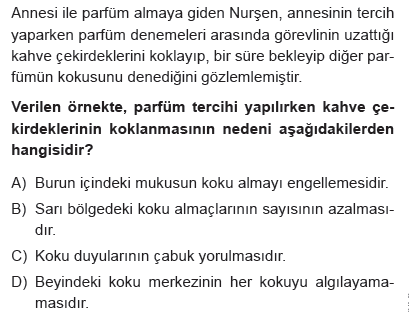 Annesi ile parfüm almaya giden Nurşen, annesinin tercih
yaparken parfüm denemeleri arasında görevlinin uzattığı
kahve çekirdeklerini koklayıp, bir süre bekleyip diğer par-
fümün kokusunu denediğini gözlemlemiştir.
Verilen örnekte, parfüm tercihi yapılırken kahve çe-
kirdeklerinin koklanmasının nedeni aşağıdakilerden
hangisidir?
A) Burun içindeki mukusun koku almayı engellemesidir.
B) Sarı bölgedeki koku almaçlarının sayısının azalması-
dır.
C) Koku duyularının çabuk yorulmasıdır.
D) Beyindeki koku merkezinin her kokuyu algılayama-
masıdır.